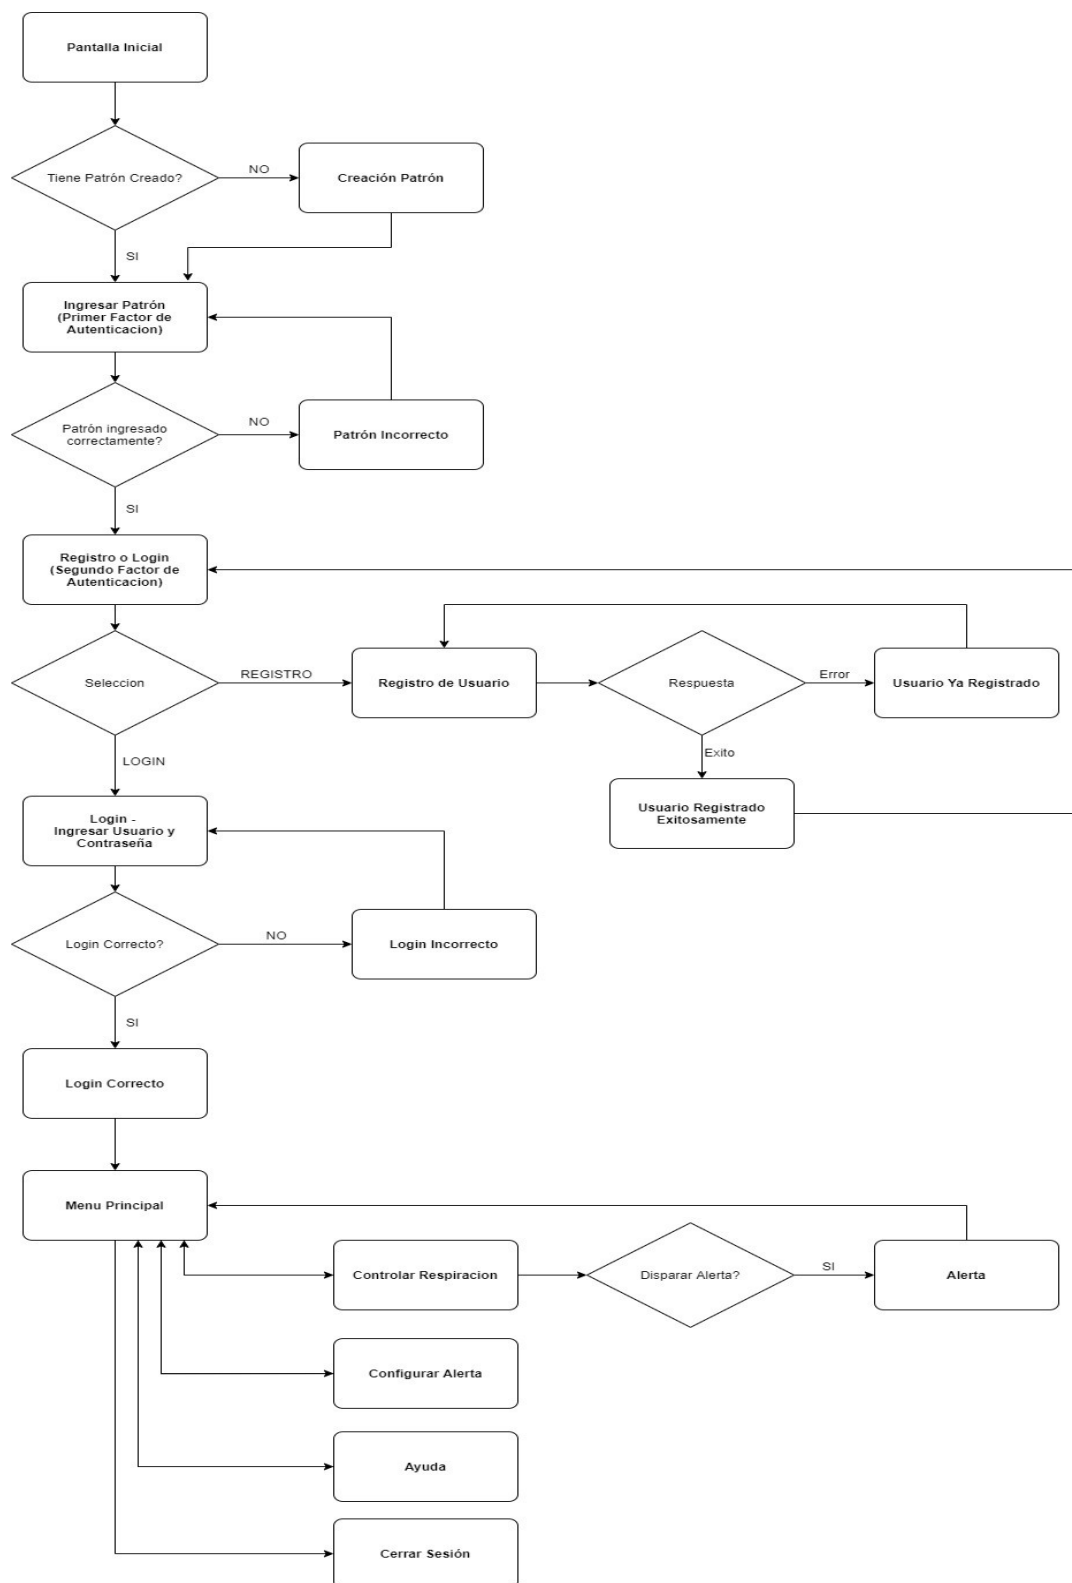 Pantalla Inicial
Tiene Patrón Creado?
NO
Creación Patrón
SI
Ingresar Patrón
(Primer Factor de
Autenticacion)
Patrón ingresado
correctamente?
NO
Patrón Incorrecto
SI
Registro o Login
(Segundo Factor de
Autenticacion)
Seleccion
REGISTRO
Registro de Usuario
Respuesta
Error
Usuario Ya Registrado
Exito
Usuario Registrado
Exitosamente
LOGIN
Login -
Ingresar Usuario y
Contraseña
Login Correcto?
NO
Login Incorrecto
SI
Login Correcto
Menu Principal
Controlar Respiracion
Disparar Alerta?
SI
Alerta
Configurar Alerta
Ayuda
Cerrar Sesión